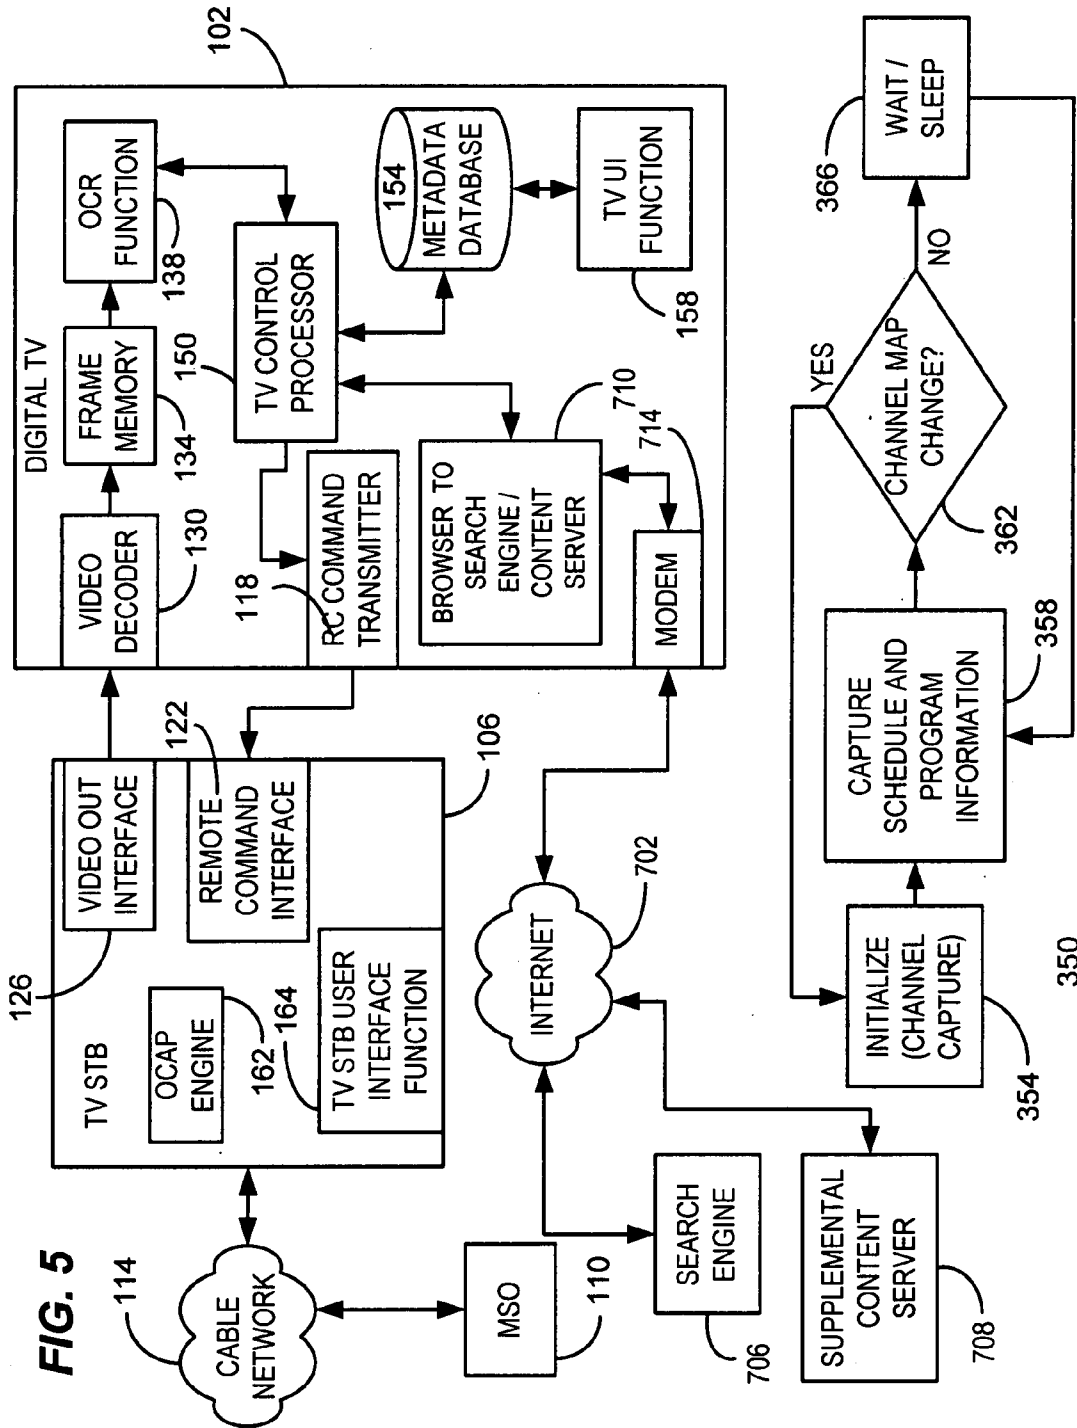 FIG. 5
114
CABLE
NETWORK
MSO
110
TV STB
OCAP
ENGINE
162
164
TV STB USER
INTERFACE
FUNCTION
126
VIDEO OUT
INTERFACE
122
REMOTE
COMMAND
INTERFACE
106
102
DIGITAL TV
VIDEO
DECODER
130
FRAME
MEMORY
134
OCR
FUNCTION
138
150
TV CONTROL
PROCESSOR
118
RC COMMAND
TRANSMITTER
154
METADATA
DATABASE
TV UI
FUNCTION
158
710
BROWSER TO
SEARCH
ENGINE/
CONTENT
SERVER
714
MODEM
INTERNET
702
SEARCH
ENGINE
706
SUPPLEMENTAL
CONTENT
SERVER
708
INITIALIZE
(CHANNEL
CAPTURE)
354
350
CAPTURE
SCHEDULE AND
PROGRAM
INFORMATION
358
CHANNEL MAP
CHANGE?
362
YES
NO
WAIT /
SLEEP
366